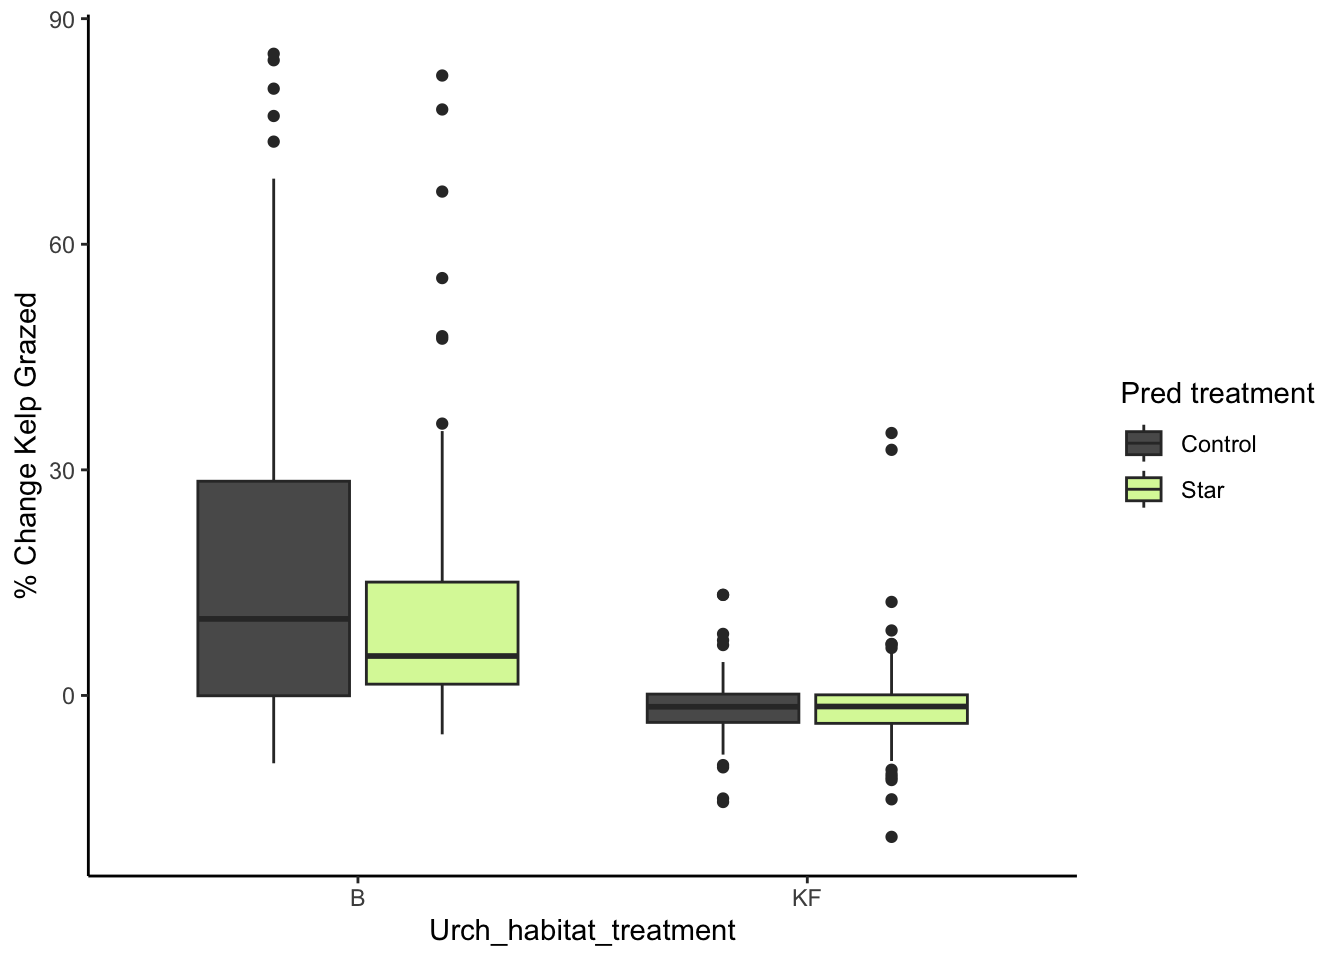 90
60
30
0
% Change Kelp Grazed
B
KF
Urch_habitat_treatment
Pred treatment
Control
Star